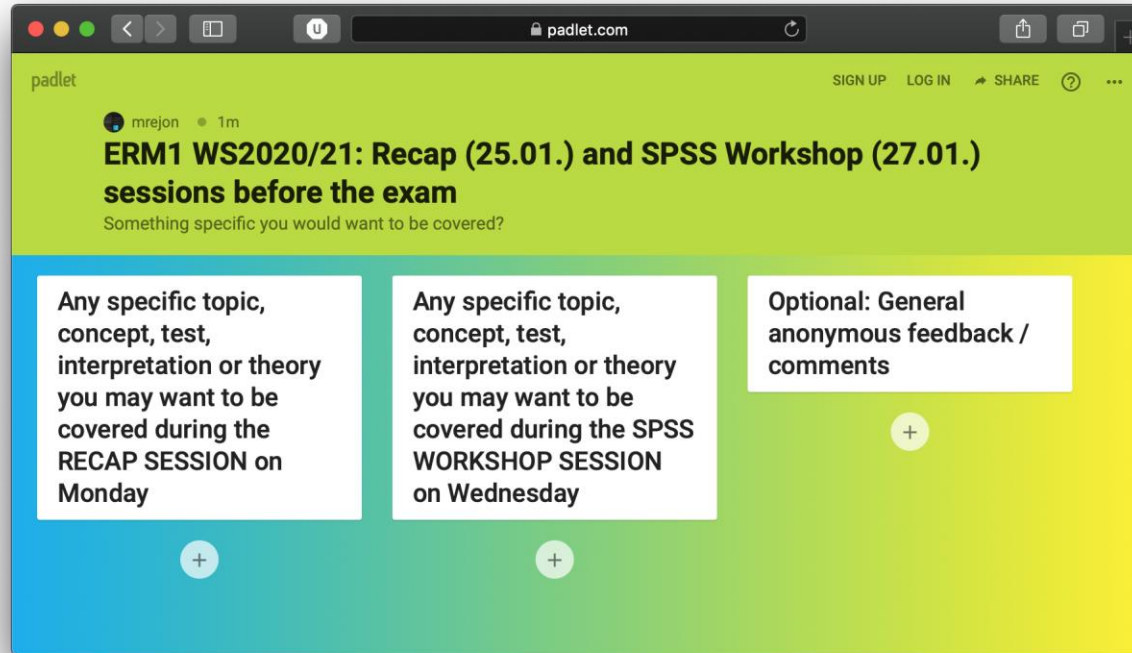 padlet.com
padlet
SIGN UP LOG IN SHARE
mrejon • 1m
ERM1 WS2020/21: Recap (25.01.) and SPSS Workshop (27.01.)
sessions before the exam
Something specific you would want to be covered?
Any specific topic,
concept, test,
interpretation or theory
you may want to be
covered during the
RECAP SESSION on
Monday
Any specific topic,
concept, test,
interpretation or theory
you may want to be
covered during the SPSS
WORKSHOP SESSION
on Wednesday
Optional: General
anonymous feedback /
comments